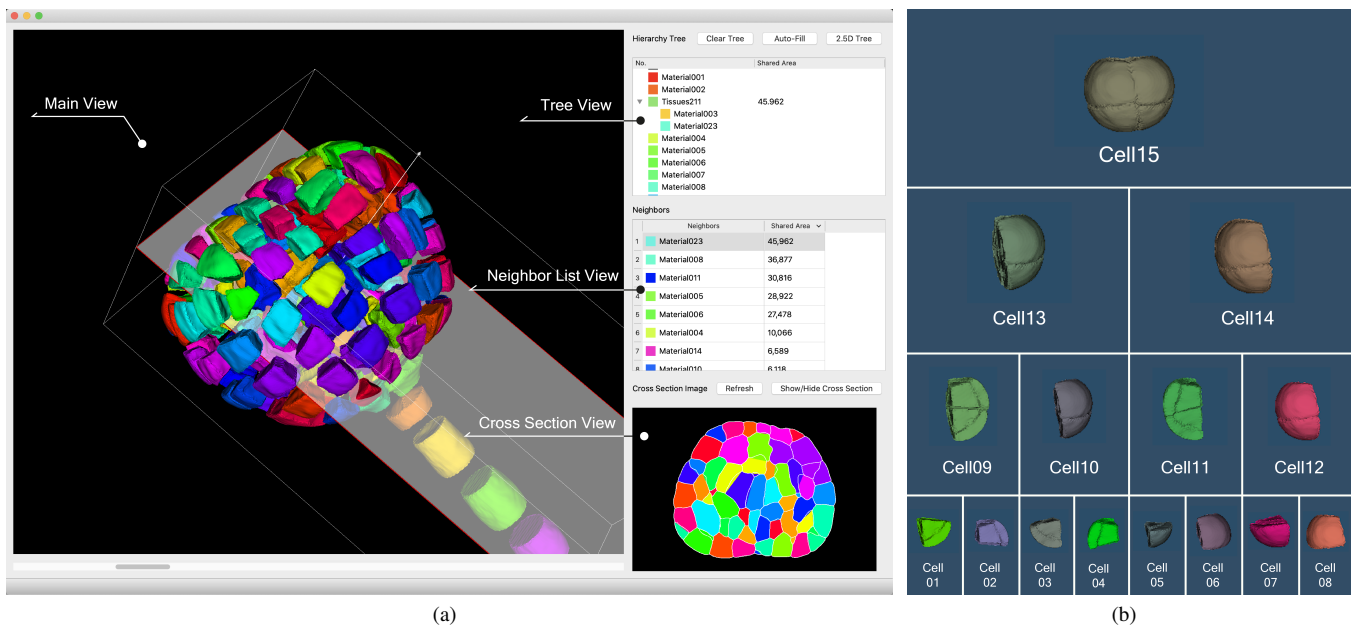 Hierarchy Tree Clear Tree Auto-Fill 2.5D Tree
No. Shared Area
Material001
Material002
Tissues211 45.962
Material003
Material023
Material004
Material005
Material006
Material007
Material008
Neighbors
Neighbors Shared Area
1 Material023 45,962
2 Material008 36,877
3 Material011 30,816
4 Material005 28,922
5 Material006 27,478
6 Material004 10,066
7 Material014 6,589
8 Material010 6,118
Cross Section Image Refresh Show/Hide Cross Section
Main View
Tree View
Neighbor List View
Cross Section View
(a)
Cell15
Cell13 Cell14
Cell09 Cell10 Cell11 Cell12
Cell Cell Cell Cell Cell Cell Cell Cell
01 02 03 04 05 06 07 08
(b)